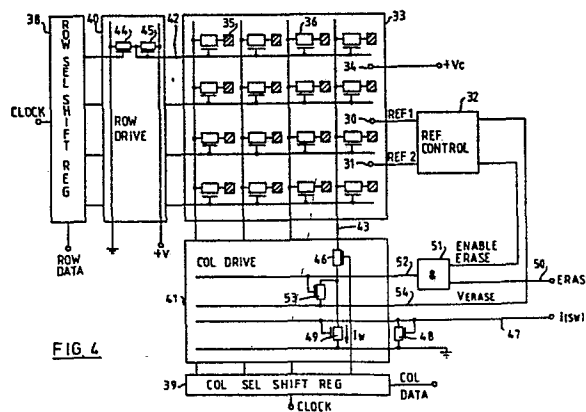 38
ROW SEL SHIFT REG
CLOCK
ROW DATA
40
44
45
ROW DRIVE
+V
42
35
36
33
34
+Vc
30
REF 1
31
REF 2
32
REF. CONTROL
43
COL DRIVE
41
46
52
51
&
ENABLE ERASE
50
ERAS
53
54
VERASE
I(SW)
47
49
IW
48
39
COL SEL SHIFT REG
COL DATA
CLOCK
FIG. 4